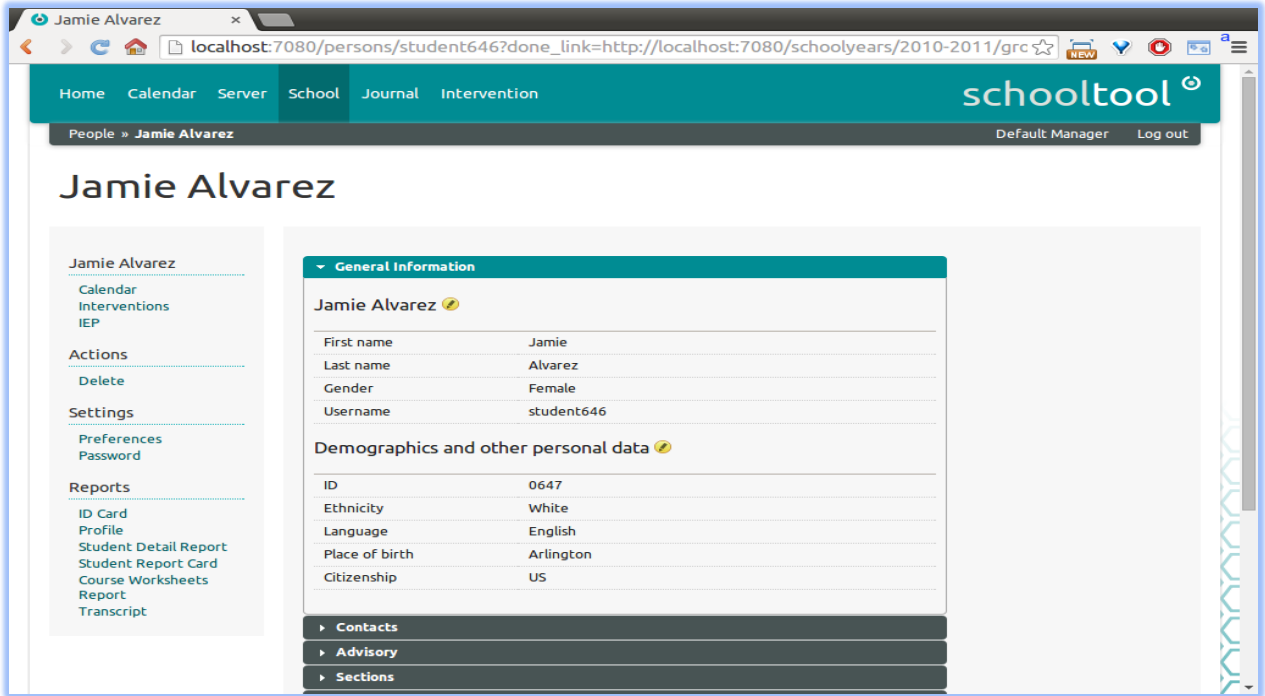 Jamie Alvarez ×
localhost:7080/persons/student646?done_link=http://localhost:7080/schoolyears/2010-2011/grc
NEW
a
Home Calendar Server School Journal Intervention
schooltool
People » Jamie Alvarez
Default Manager Log out
Jamie Alvarez
Jamie Alvarez
Calendar
Interventions
IEP
Actions
Delete
Settings
Preferences
Password
Reports
ID Card
Profile
Student Detail Report
Student Report Card
Course Worksheets
Report
Transcript
General Information
Jamie Alvarez
First name Jamie
Last name Alvarez
Gender Female
Username student646
Demographics and other personal data
ID 0647
Ethnicity White
Language English
Place of birth Arlington
Citizenship US
Contacts
Advisory
Sections